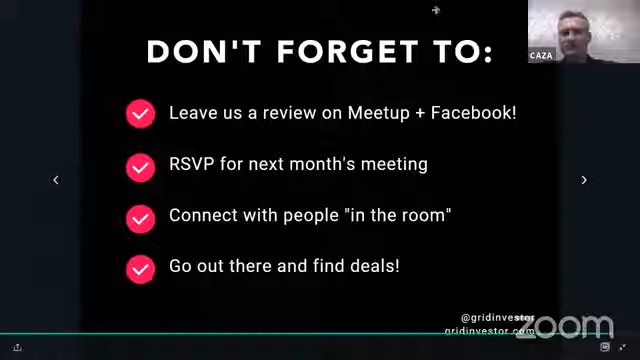 DON'T FORGET TO:
CAZA
Leave us a review on Meetup + Facebook!
RSVP for next month's meeting
Connect with people "in the room"
Go out there and find deals!
@gridinvestor
gridinvestor.com
zoom